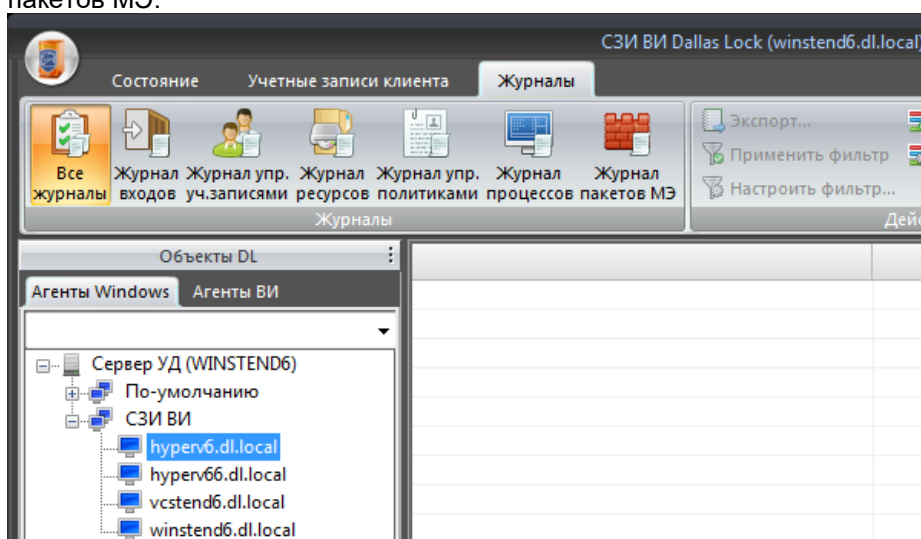 пакетов МЭ.
СЗИ ВИ Dallas Lock (winstend6.dl.local)
Состояние Учетные записи клиента Журналы
Все журналы
Журнал входов
Журнал упр. уч.записями
Журнал ресурсов
Журнал упр. политиками
Журнал процессов
Журнал пакетов МЭ
Экспорт...
Применить фильтр
Настроить фильтр...
Журналы
Объекты DL
Агенты Windows Агенты ВИ
Сервер УД (WINSTEND6)
По-умолчанию
СЗИ ВИ
hyperv6.dl.local
hyperv66.dl.local
vcstend6.dl.local
winstend6.dl.local